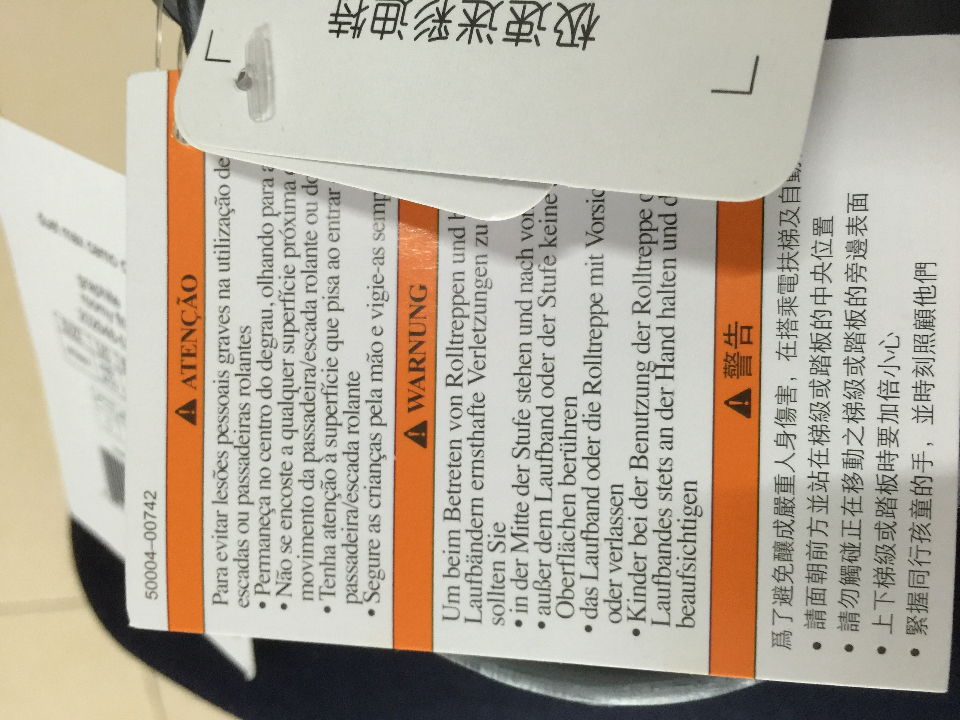 极速迷彩迪拼
50004-00742
⚠ ATENÇÃO
Para evitar lesões pessoais graves na utilização de
escadas ou passadeiras rolantes
• Permaneça no centro do degrau, olhando para a
• Não se encoste a qualquer superfície próxima
movimento da passadeira/escada rolante ou do
• Tenha atenção à superfície que pisa ao entrar
passadeira/escada rolante
• Segure as crianças pela mão e vigie-as
⚠ WARNUNG
Um beim Betreten von Rolltreppen und
Laufbändern ernsthafte Verletzungen zu
sollten Sie
• in der Mitte der Stufe stehen und nach
• außer dem Laufband oder der Stufe keine
Oberflächen berühren
• das Laufband oder die Rolltreppe mit
oder verlassen
• Kinder bei der Benutzung der Rolltreppe
Laufbandes stets an der Hand halten und
beaufsichtigen
⚠ 警告
爲了避免釀成嚴重人身傷害，在搭乘電扶梯及自動
• 請面朝前方並站在梯級或踏板的中央位置
• 請勿觸碰正在移動之梯級或踏板的旁邊表面
• 上下梯級或踏板時要加倍小心
• 緊握同行孩童的手，並時刻照顧他們